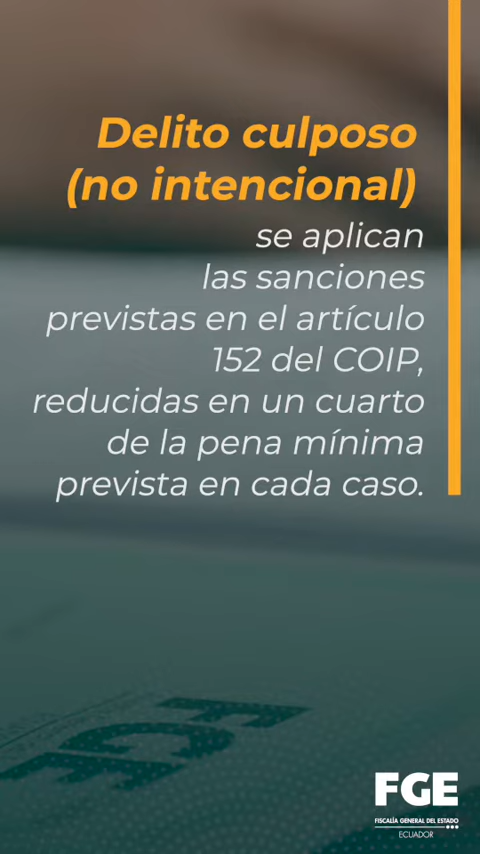 Delito culposo
(no intencional)
se aplican
las sanciones
previstas en el artículo
152 del COIP,
reducidas en un cuarto
de la pena mínima
prevista en cada caso.
FGE
FGE
FISCALÍA GENERAL DEL ESTADO
ECUADOR